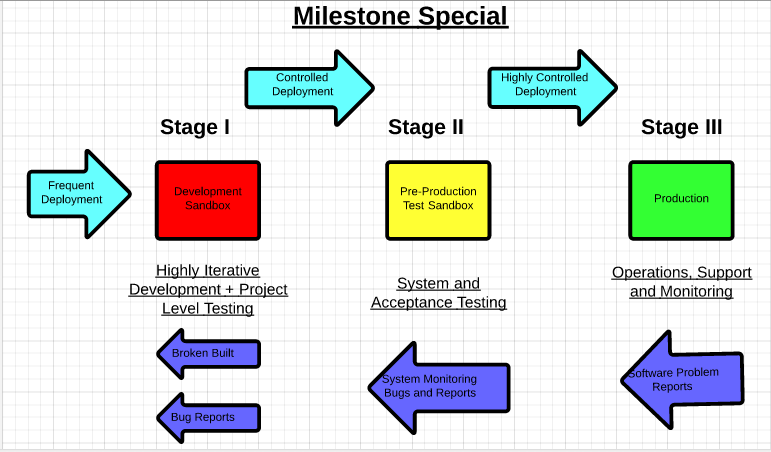 Milestone Special
Controlled
Deployment
Highly Controlled
Deployment
Stage I
Stage II
Stage III
Frequent
Deployment
Development
Sandbox
Pre-Production
Test Sandbox
Production
Highly Iterative
Development + Project
Level Testing
System and
Acceptance Testing
Operations, Support
and Monitoring
Broken Built
Bug Reports
System Monitoring
Bugs and Reports
Software Problem
Reports